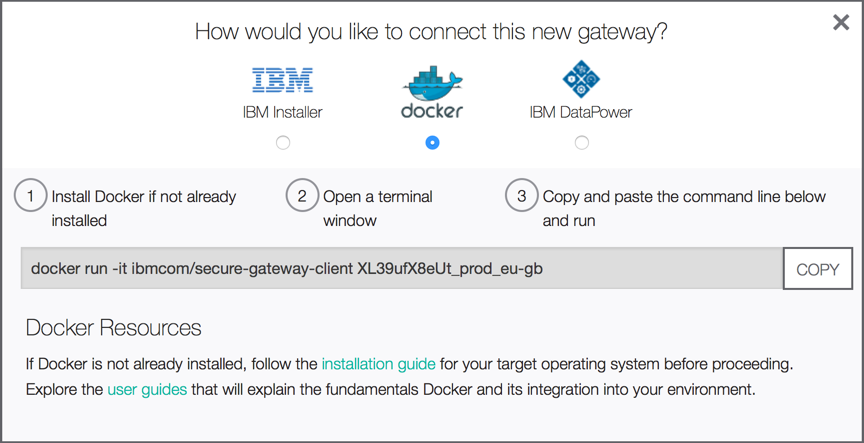 How would you like to connect this new gateway?
IBM
docker
IBM Installer
IBM DataPower
1 Install Docker if not already
installed
2 Open a terminal
window
3 Copy and paste the command line below
and run
docker run -it ibmcom/secure-gateway-client XL39ufX8eUt_prod_eu-gb
COPY
Docker Resources
If Docker is not already installed, follow the installation guide for your target operating system before proceeding.
Explore the user guides that will explain the fundamentals Docker and its integration into your environment.